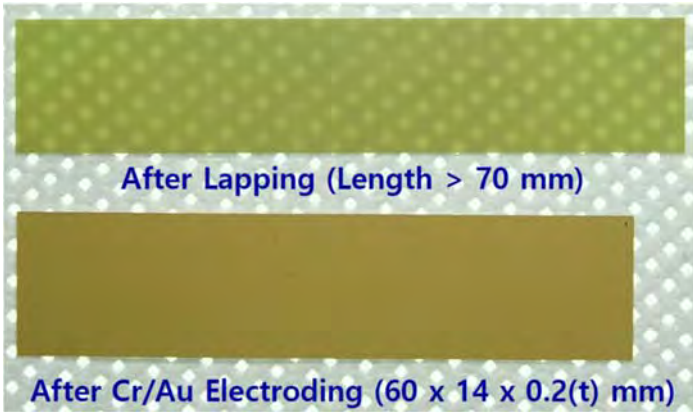 After Lapping (Length > 70 mm)
After Cr/Au Electroding (60 x 14 x 0.2(t) mm)